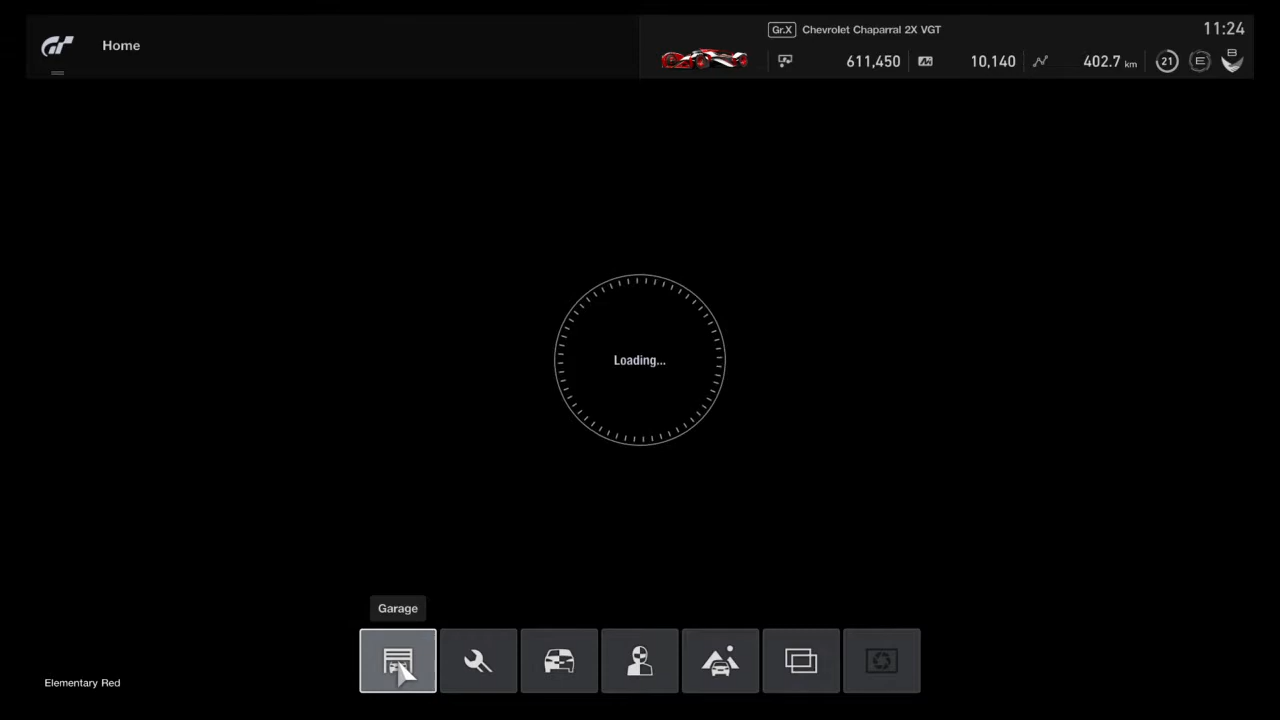 Home
Gr.X Chevrolet Chaparral 2X VGT
11:24
611,450
10,140
402.7 km
21
E
B
Loading...
Garage
Elementary Red